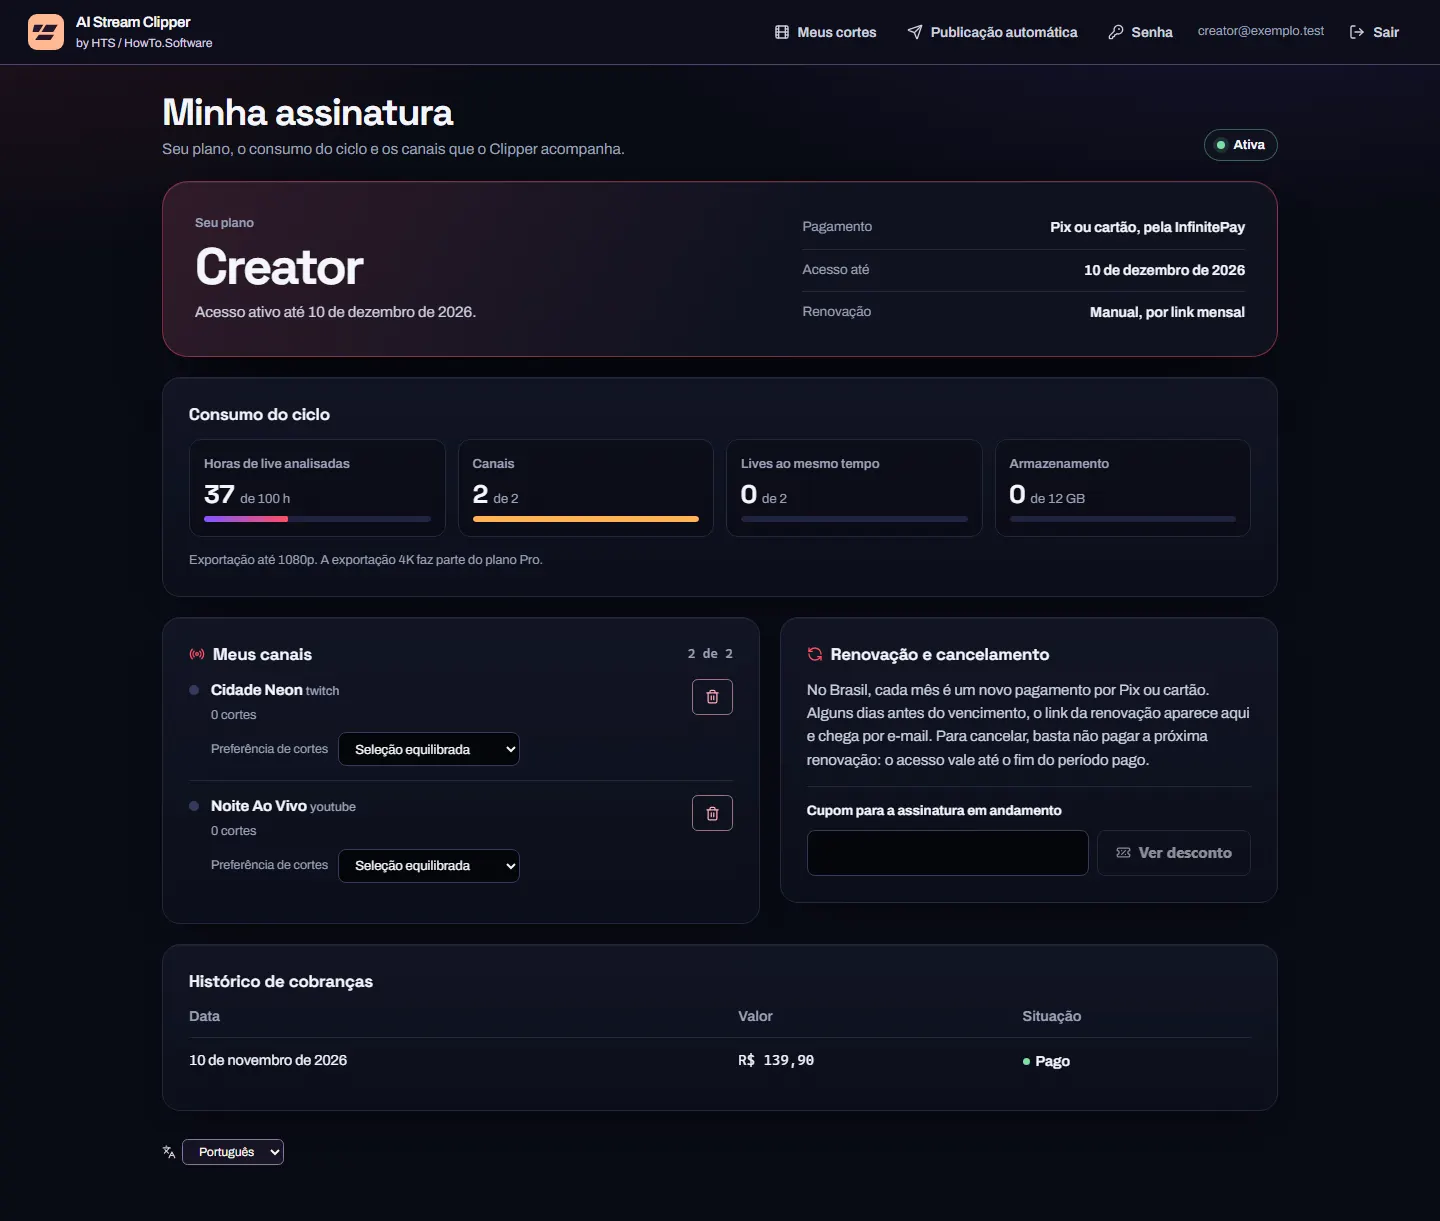 AI Stream Clipper
by HTS / HowTo.Software
Meus cortes
Publicação automática
Senha
creator@exemplo.test
Sair
Minha assinatura
Seu plano, o consumo do ciclo e os canais que o Clipper acompanha.
Ativa
Seu plano
Creator
Acesso ativo até 10 de dezembro de 2026.
Pagamento
Pix ou cartão, pela InfinitePay
Acesso até
10 de dezembro de 2026
Renovação
Manual, por link mensal
Consumo do ciclo
Horas de live analisadas
37 de 100 h
Canais
2 de 2
Lives ao mesmo tempo
0 de 2
Armazenamento
0 de 12 GB
Exportação até 1080p. A exportação 4K faz parte do plano Pro.
Meus canais
2 de 2
Cidade Neon twitch
0 cortes
Preferência de cortes
Seleção equilibrada
Noite Ao Vivo youtube
0 cortes
Preferência de cortes
Seleção equilibrada
Renovação e cancelamento
No Brasil, cada mês é um novo pagamento por Pix ou cartão.
Alguns dias antes do vencimento, o link da renovação aparece aqui
e chega por e-mail. Para cancelar, basta não pagar a próxima
renovação: o acesso vale até o fim do período pago.
Cupom para a assinatura em andamento
Ver desconto
Histórico de cobranças
Data
Valor
Situação
10 de novembro de 2026
R$ 139,90
Pago
Português